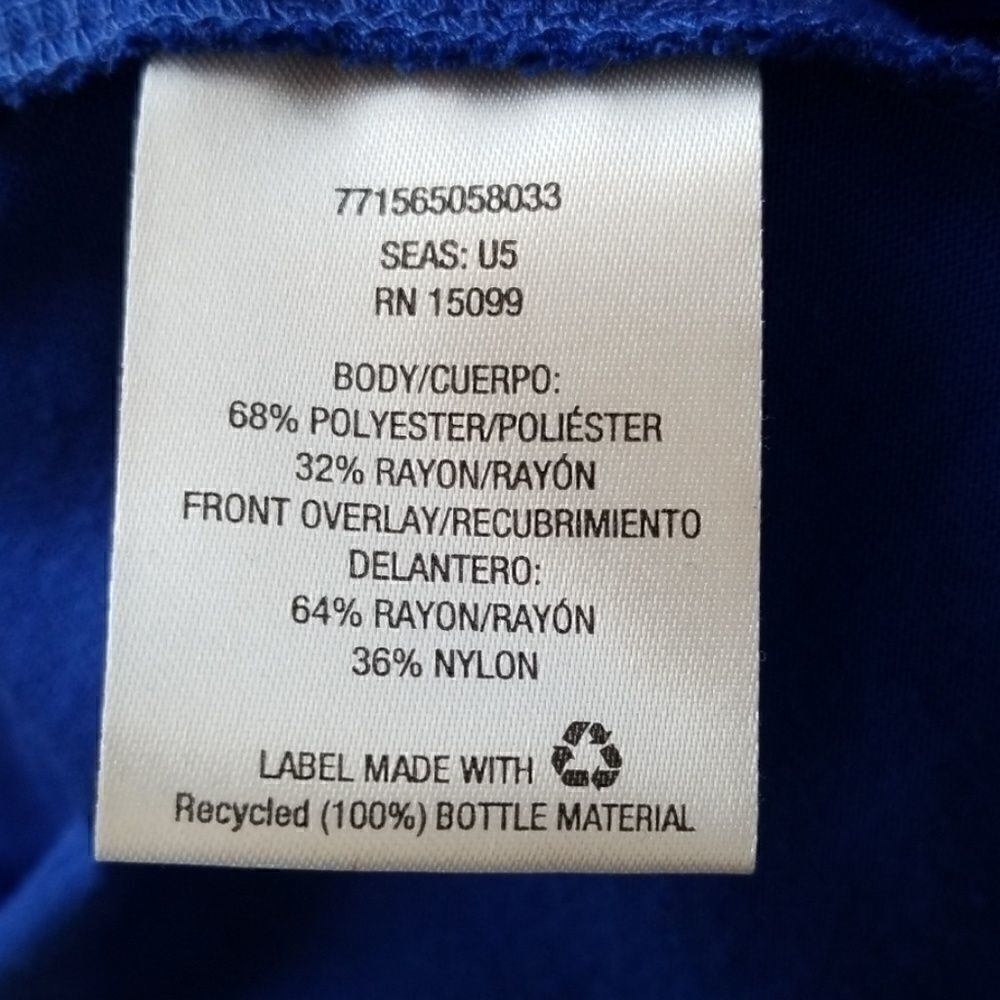 771565058033
SEAS: U5
RN 15099
BODY/CUERPO:
68% POLYESTER/POLIÉSTER
32% RAYON/RAYÓN
FRONT OVERLAY/RECUBRIMIENTO
DELANTERO:
64% RAYON/RAYÓN
36% NYLON
LABEL MADE WITH
Recycled (100%) BOTTLE MATERIAL